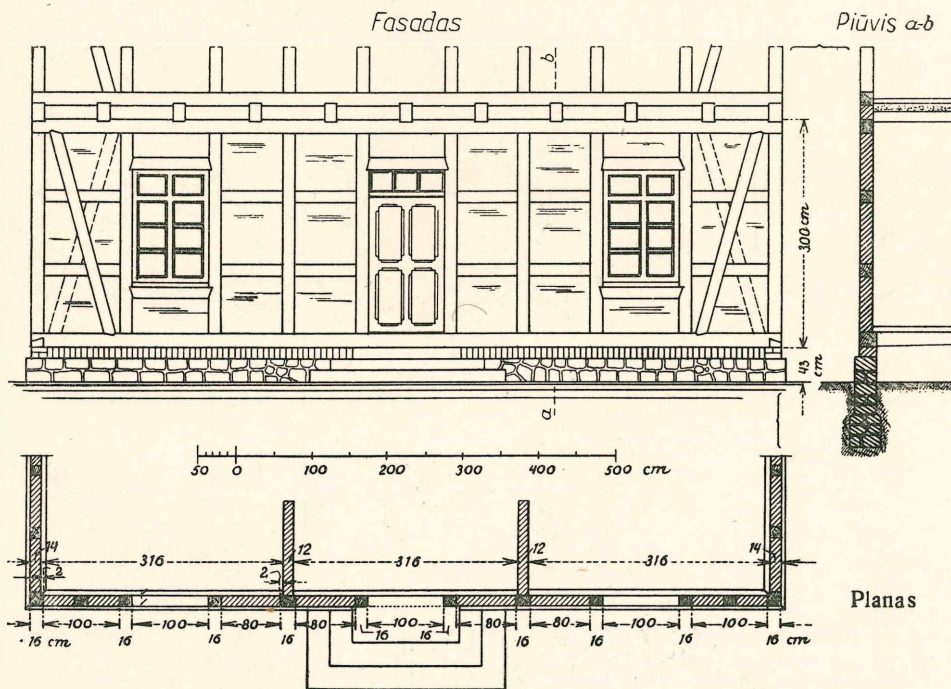 Fasadas
Piūvis a-b
b
300 cm
43 cm
a
50 0 100 200 300 400 500 cm
14 12 12 14
316 316 316
2 2
Planas
100 100 80 80 100 80 80 100 100
16 cm 16 16 16 16 16 16 16 16 16 cm